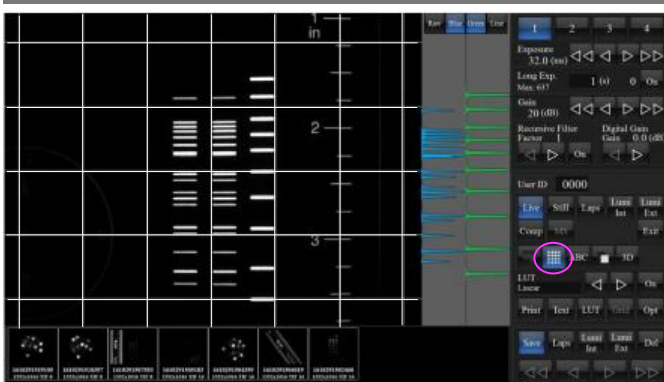 1
in
2
3
Raw Blue Green Line
1 2 3 4
Exposure
32.0 (ms)
Long Exp.
Max. 637
1 (s) 0 On
Gain
20 (dB)
Recursive Filter
Factor 1
On
Digital Gain
Gain 0.0 (dB)
User ID 0000
Live Still Laps Lumi Int Lumi Ext
Comp Exit
ABC 3D
LUT
Linear
On
Print Text LUT Grid Opt
Save Laps Lumi Int Lumi Ext Del